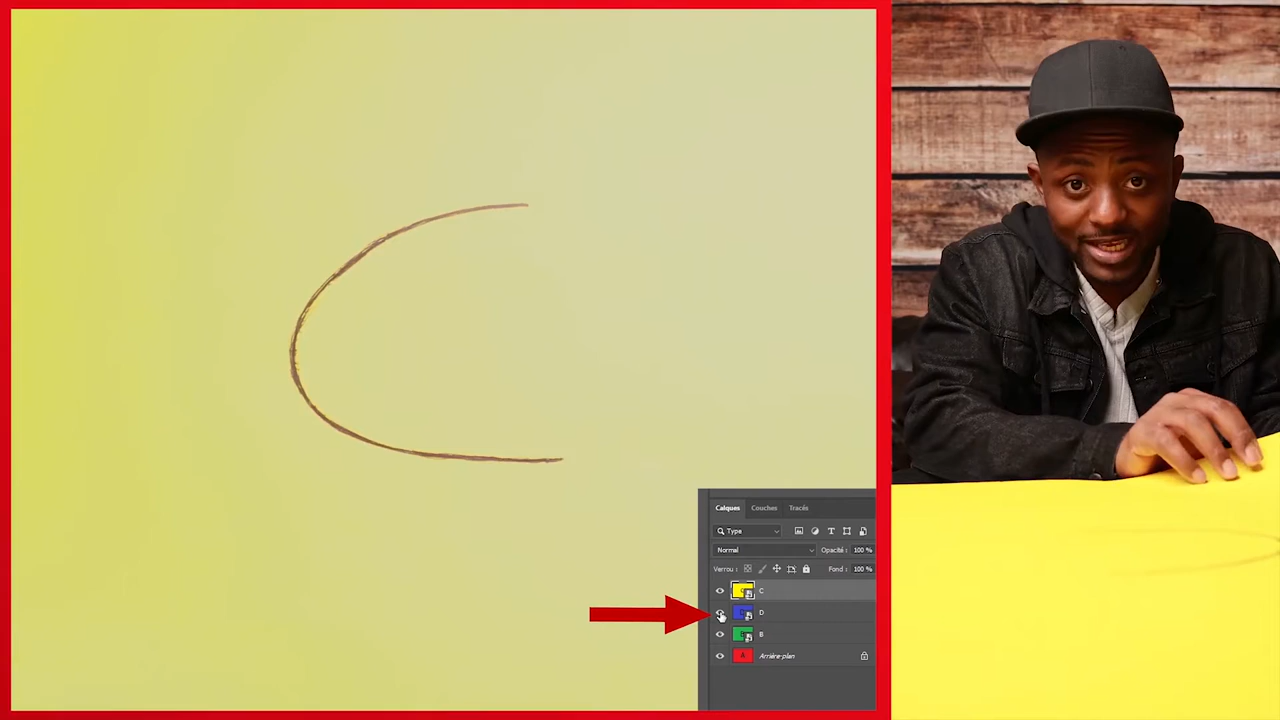 C
Calques Couches Tracés
Type
Normal Opacité : 100 %
Verrou : Fond : 100 %
C
D
B
A Arrière-plan